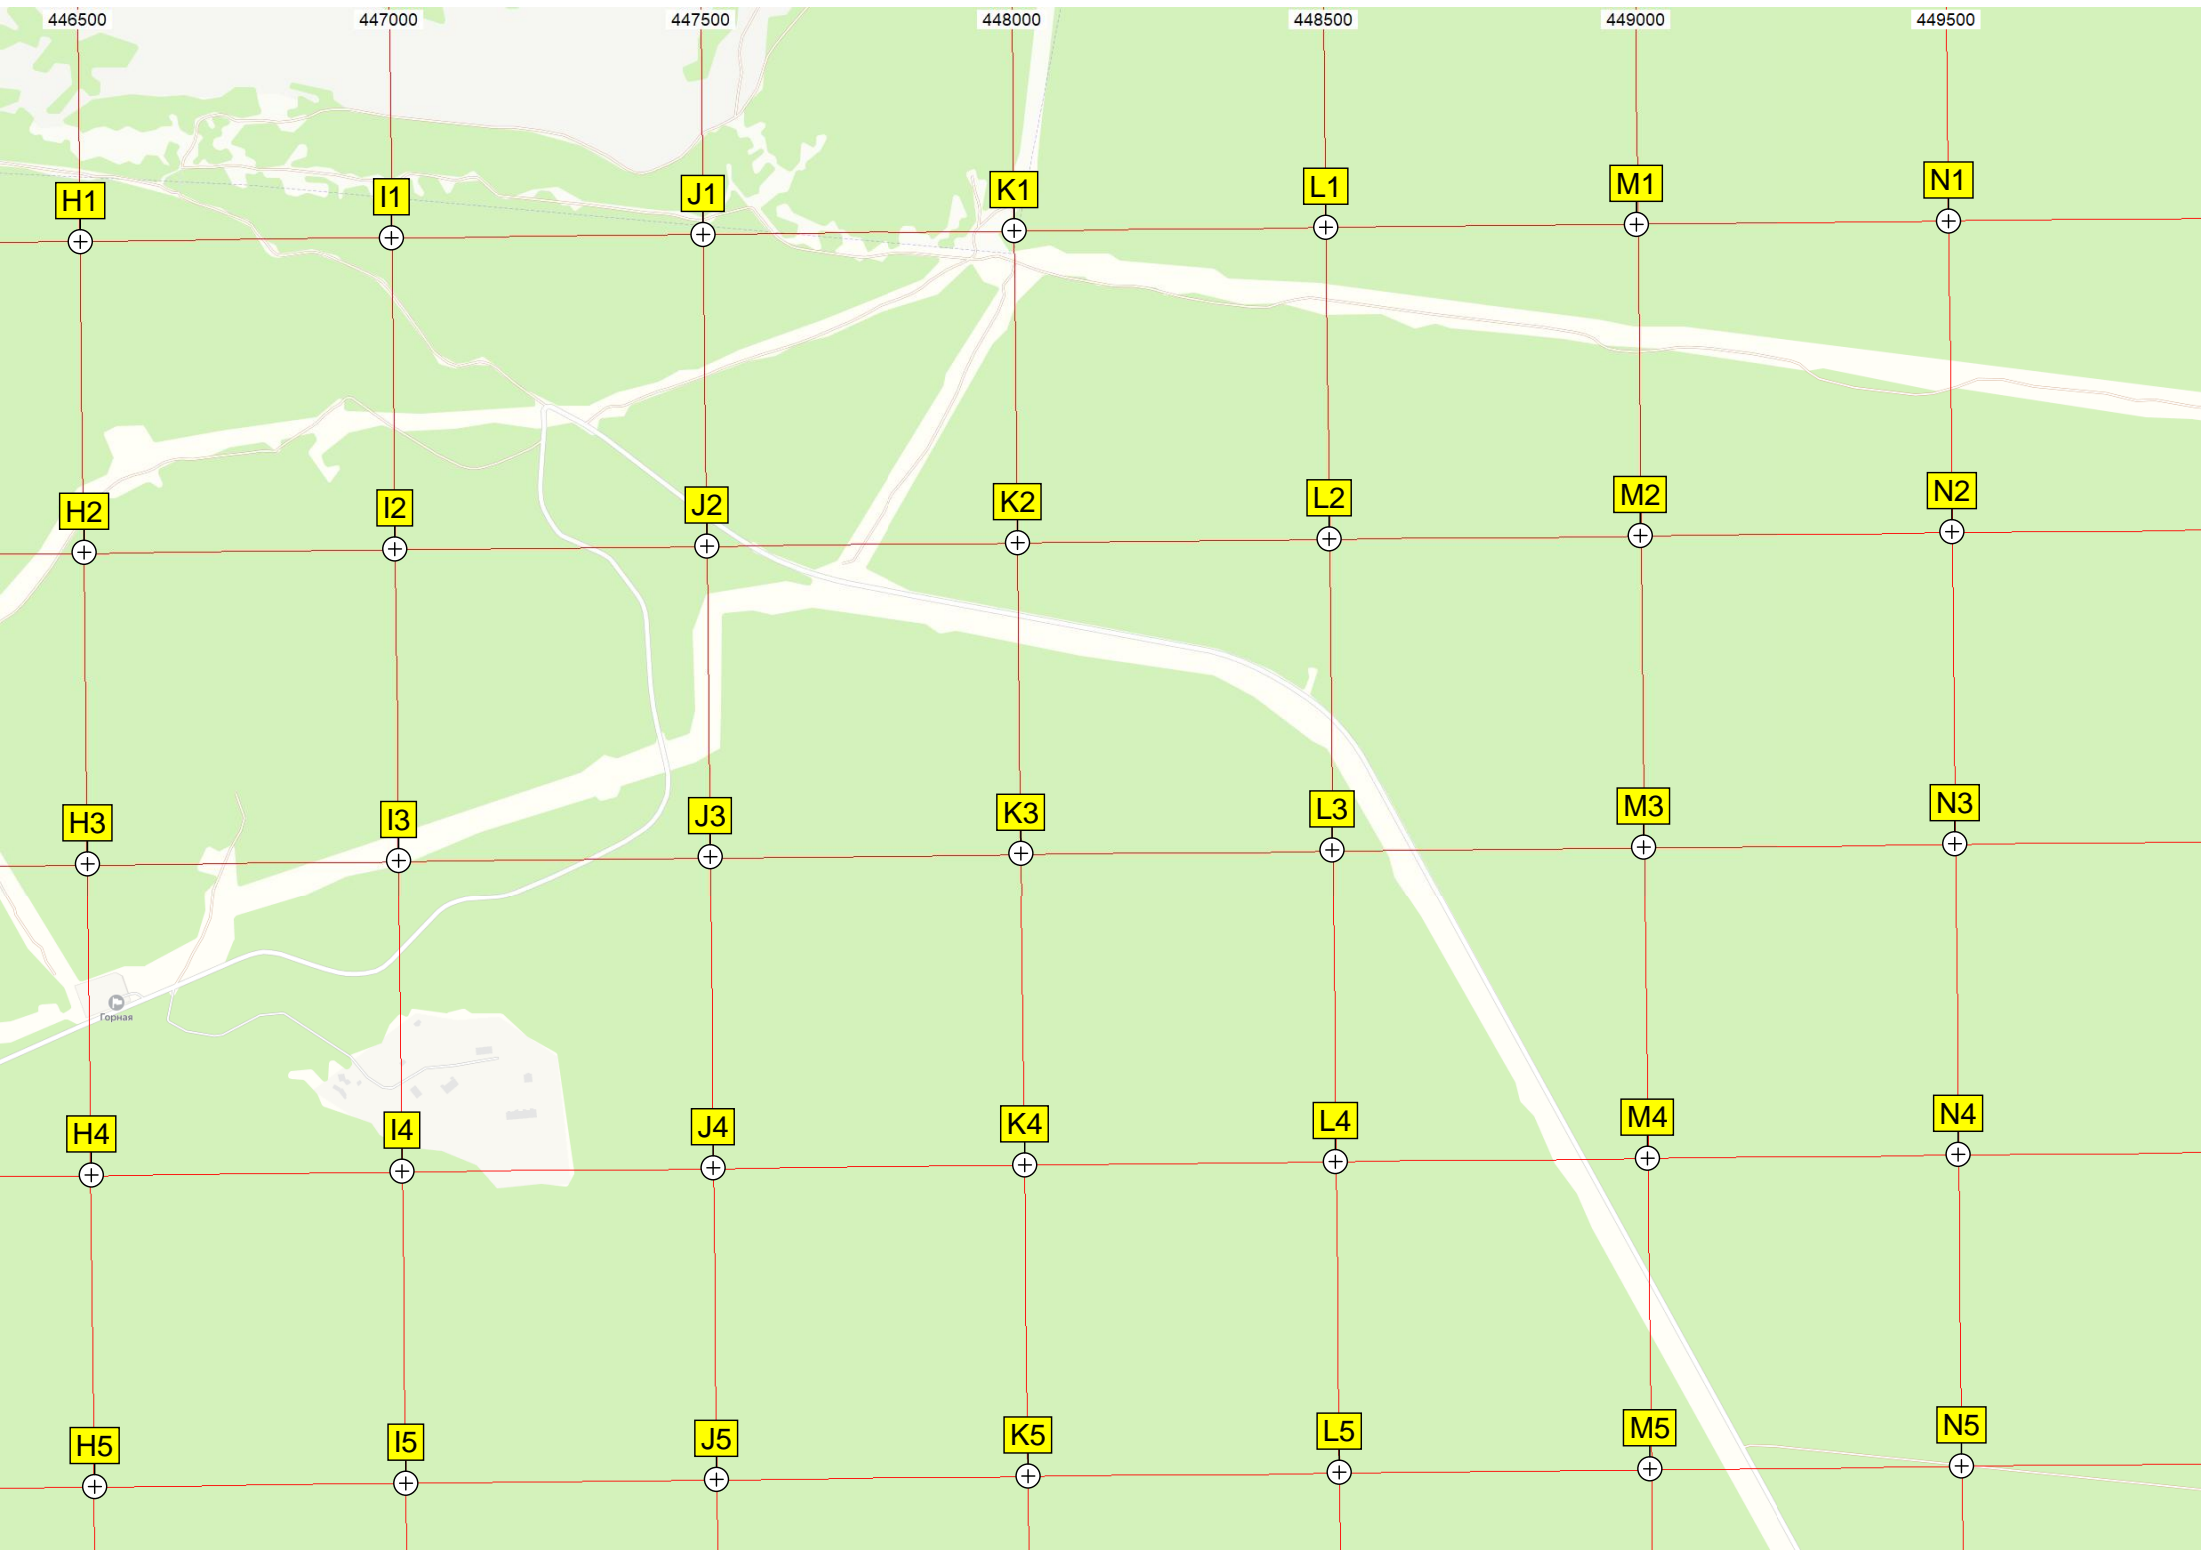 446500 447000 447500 448000 448500 449000 449500
H1 I1 J1 K1 L1 M1 N1
H2 I2 J2 K2 L2 M2 N2
H3 I3 J3 K3 L3 M3 N3
Горная
H4 I4 J4 K4 L4 M4 N4
H5 I5 J5 K5 L5 M5 N5